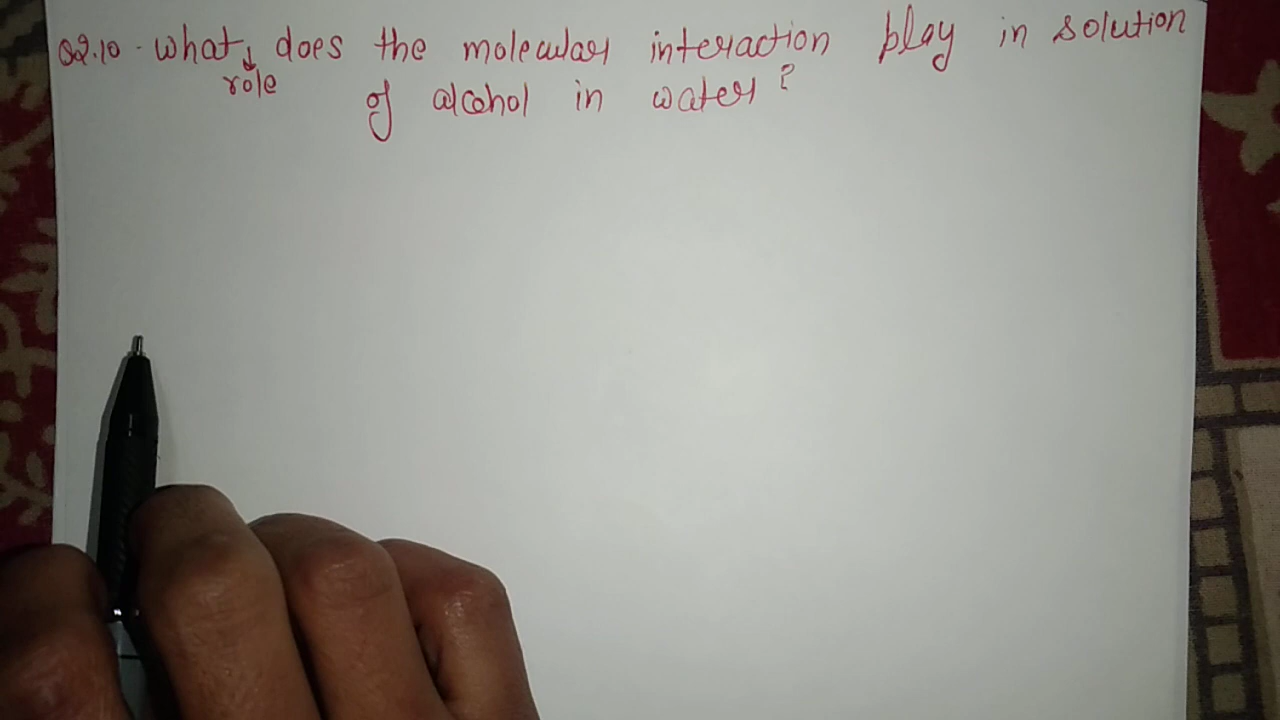 Q2.10 - What does the molecular interaction play in solution
role
of alcohol in water?